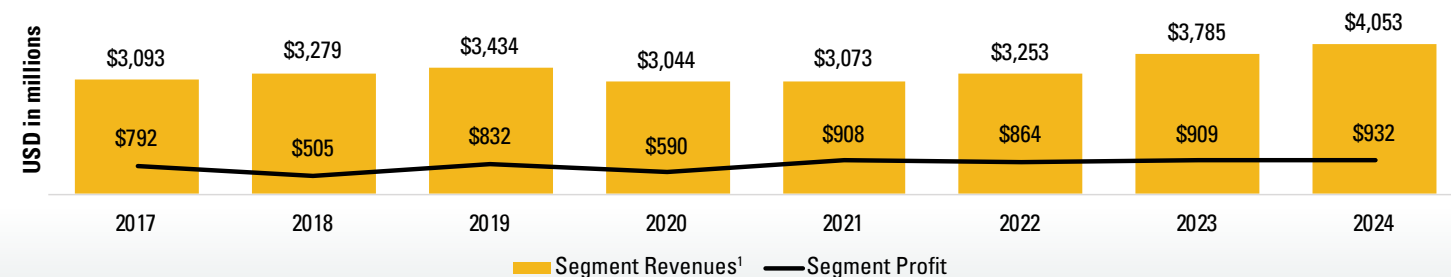 USD in millions
$3,093 $3,279 $3,434 $3,044 $3,073 $3,253 $3,785 $4,053
$792 $505 $832 $590 $908 $864 $909 $932
2017 2018 2019 2020 2021 2022 2023 2024
Segment Revenues¹ Segment Profit